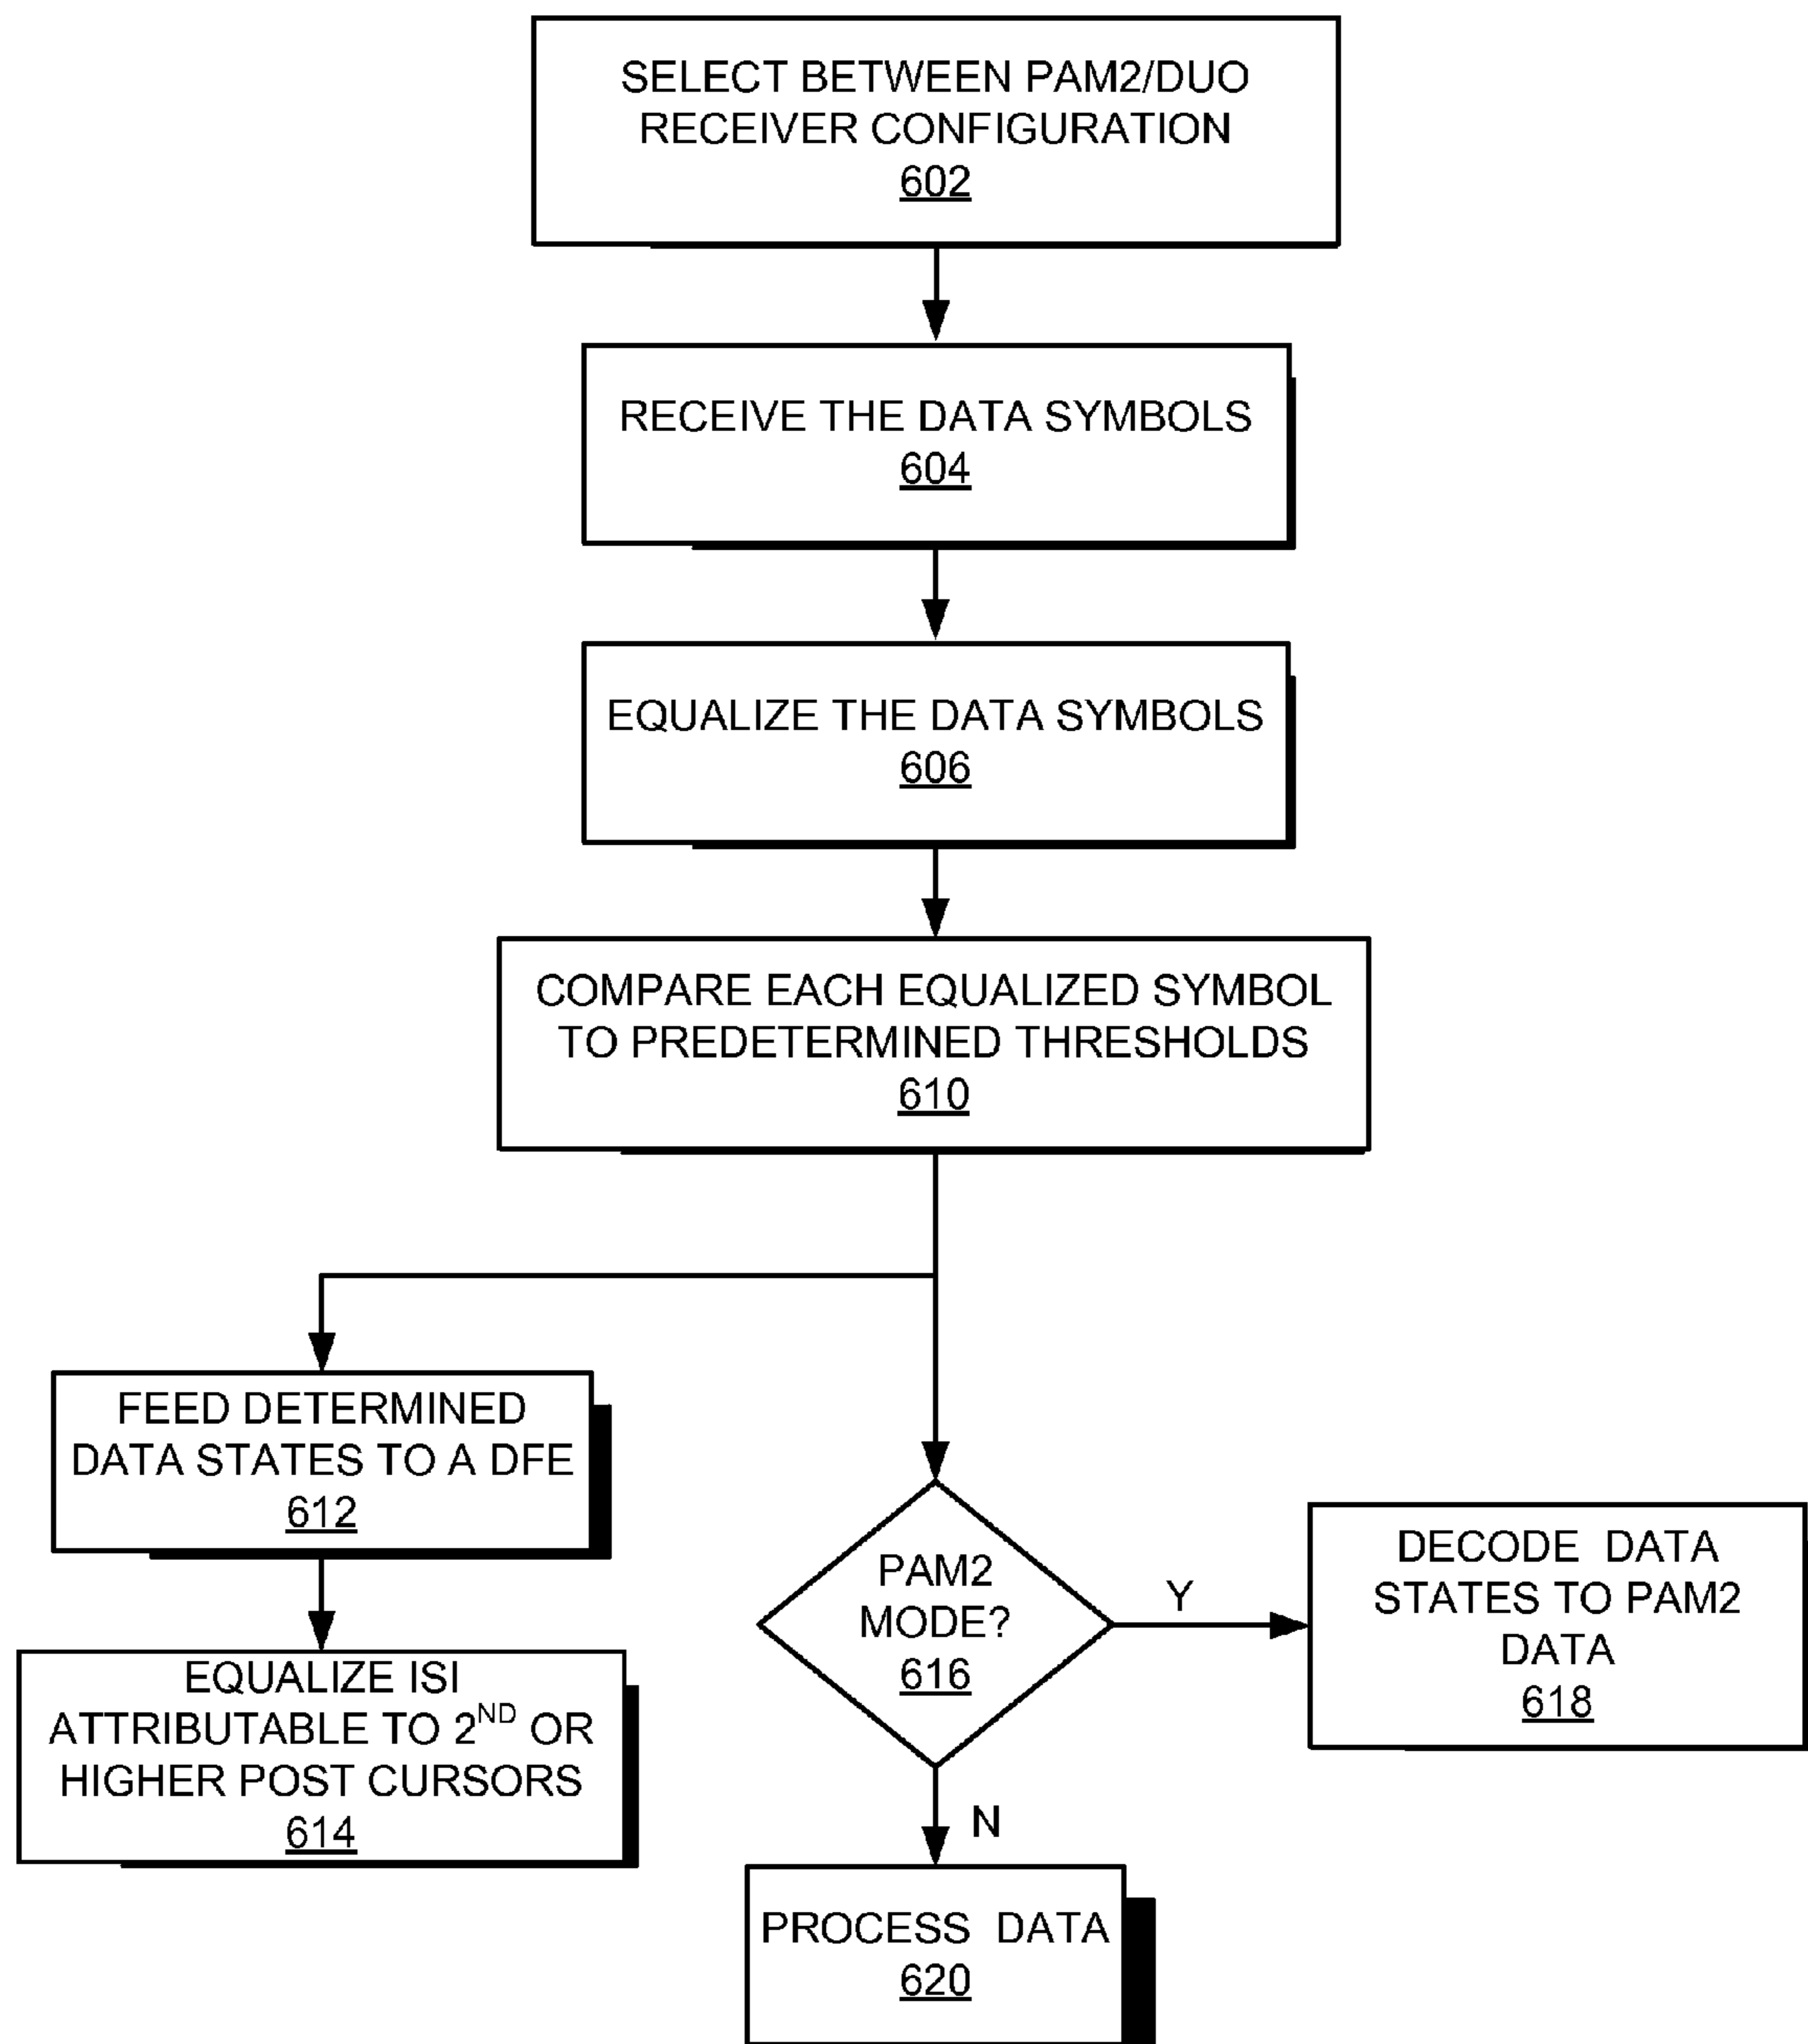 SELECT BETWEEN PAM2/DUO
RECEIVER CONFIGURATION
602
RECEIVE THE DATA SYMBOLS
604
EQUALIZE THE DATA SYMBOLS
606
COMPARE EACH EQUALIZED SYMBOL
TO PREDETERMINED THRESHOLDS
610
FEED DETERMINED
DATA STATES TO A DFE
612
EQUALIZE ISI
ATTRIBUTABLE TO 2ND OR
HIGHER POST CURSORS
614
PAM2
MODE?
616
Y
DECODE DATA
STATES TO PAM2
DATA
618
N
PROCESS DATA
620